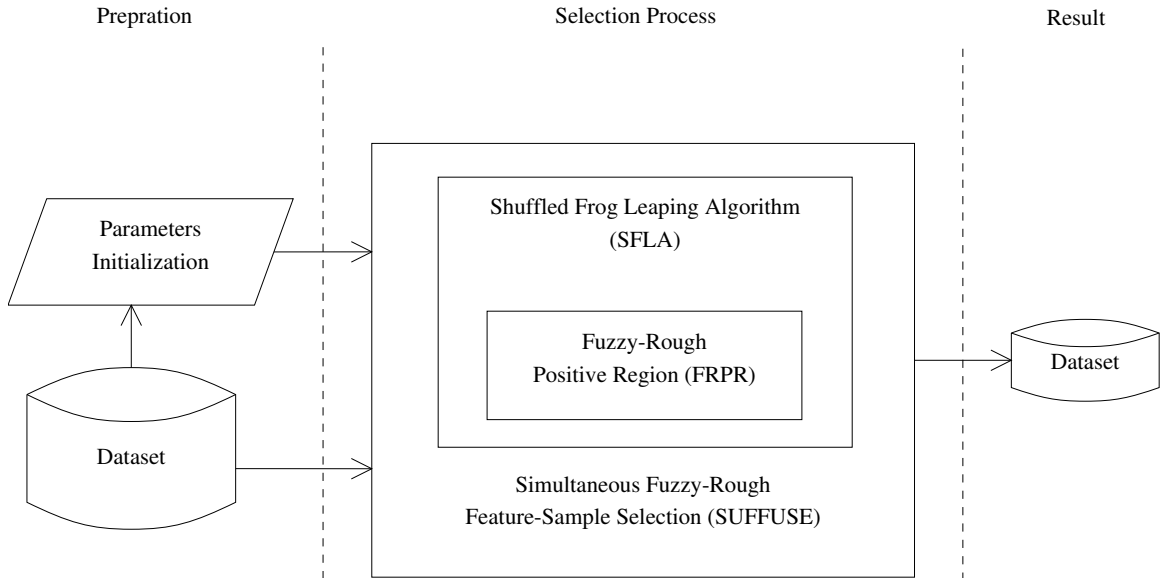 Prepration
Selection Process
Result
Shuffled Frog Leaping Algorithm
(SFLA)
Parameters
Initialization
Fuzzy-Rough
Positive Region (FRPR)
Dataset
Dataset
Simultaneous Fuzzy-Rough
Feature-Sample Selection (SUFFUSE)